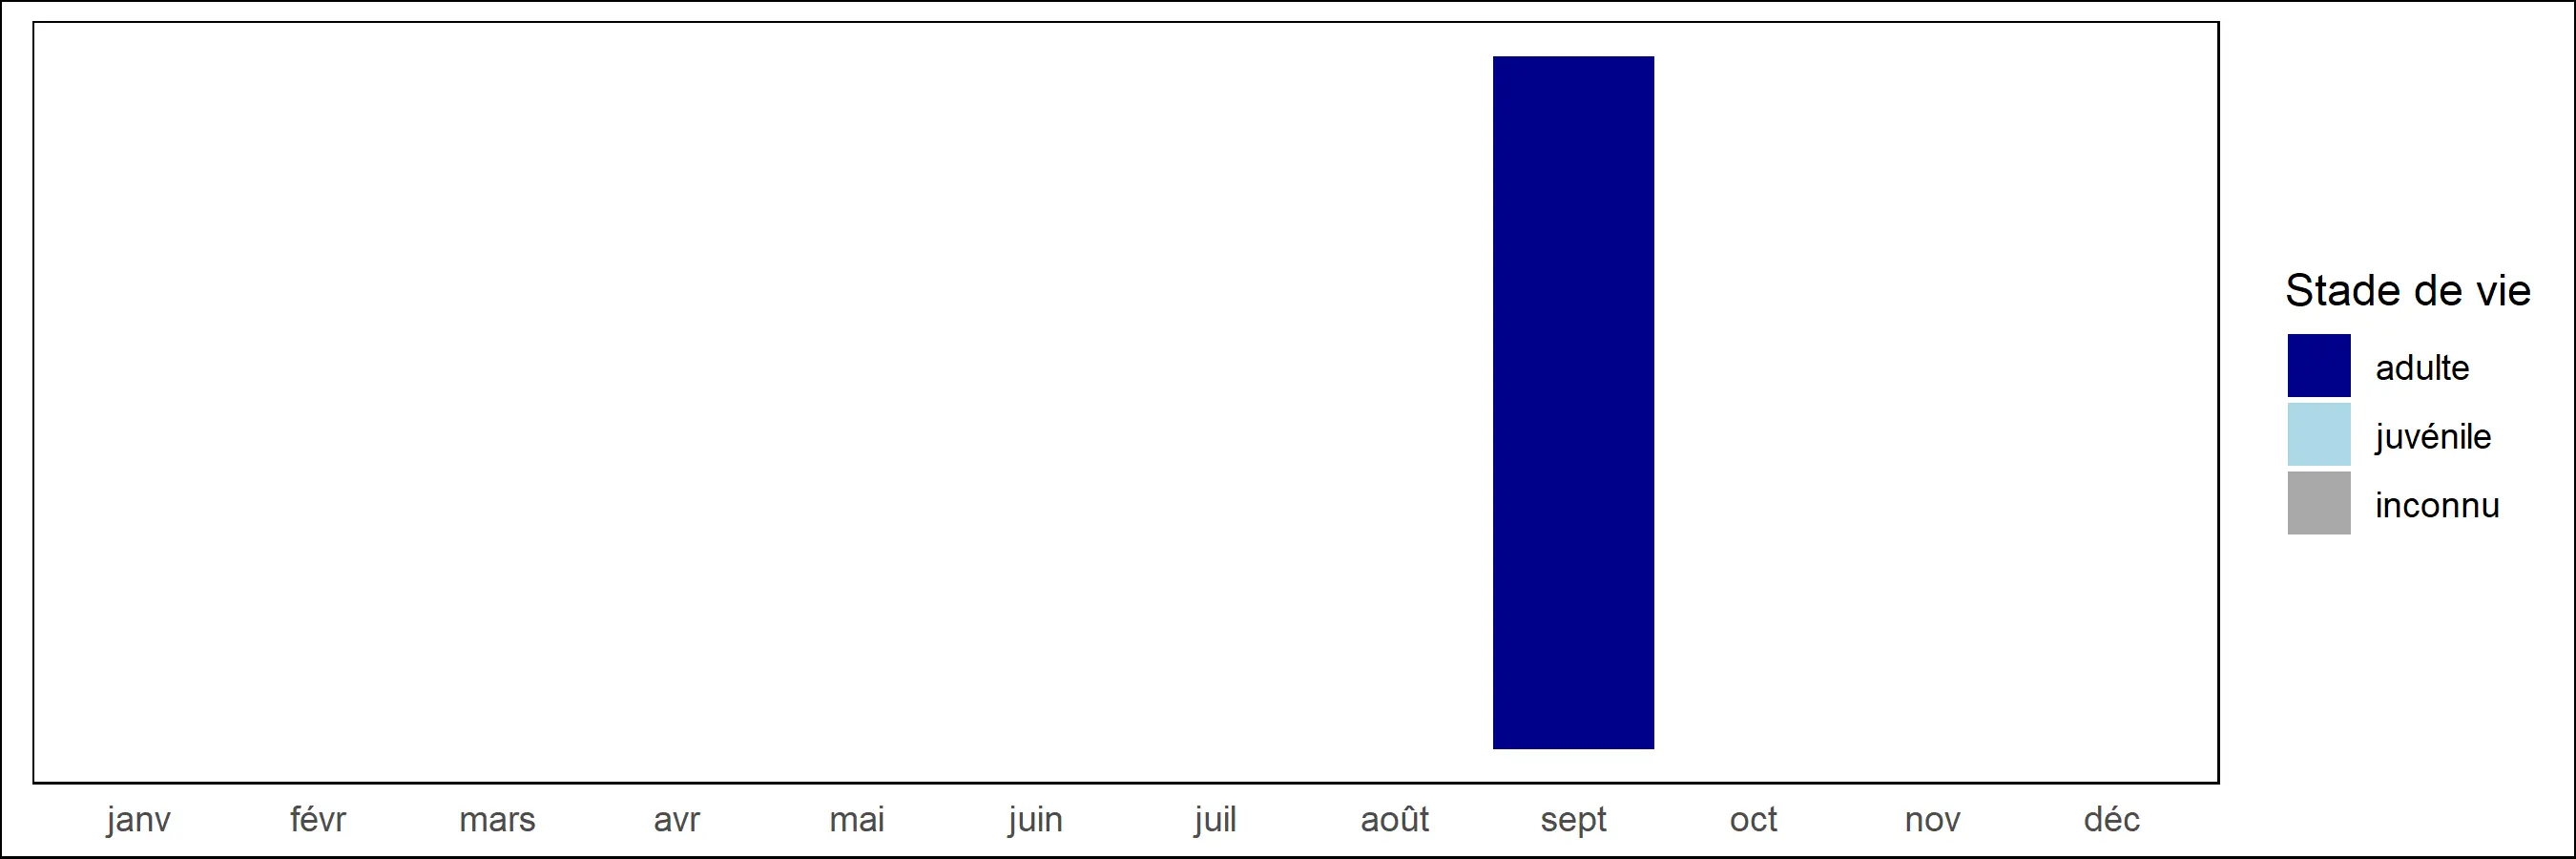 Stade de vie
adulte
juvénile
inconnu
janv févr mars avr mai juin juil août sept oct nov déc